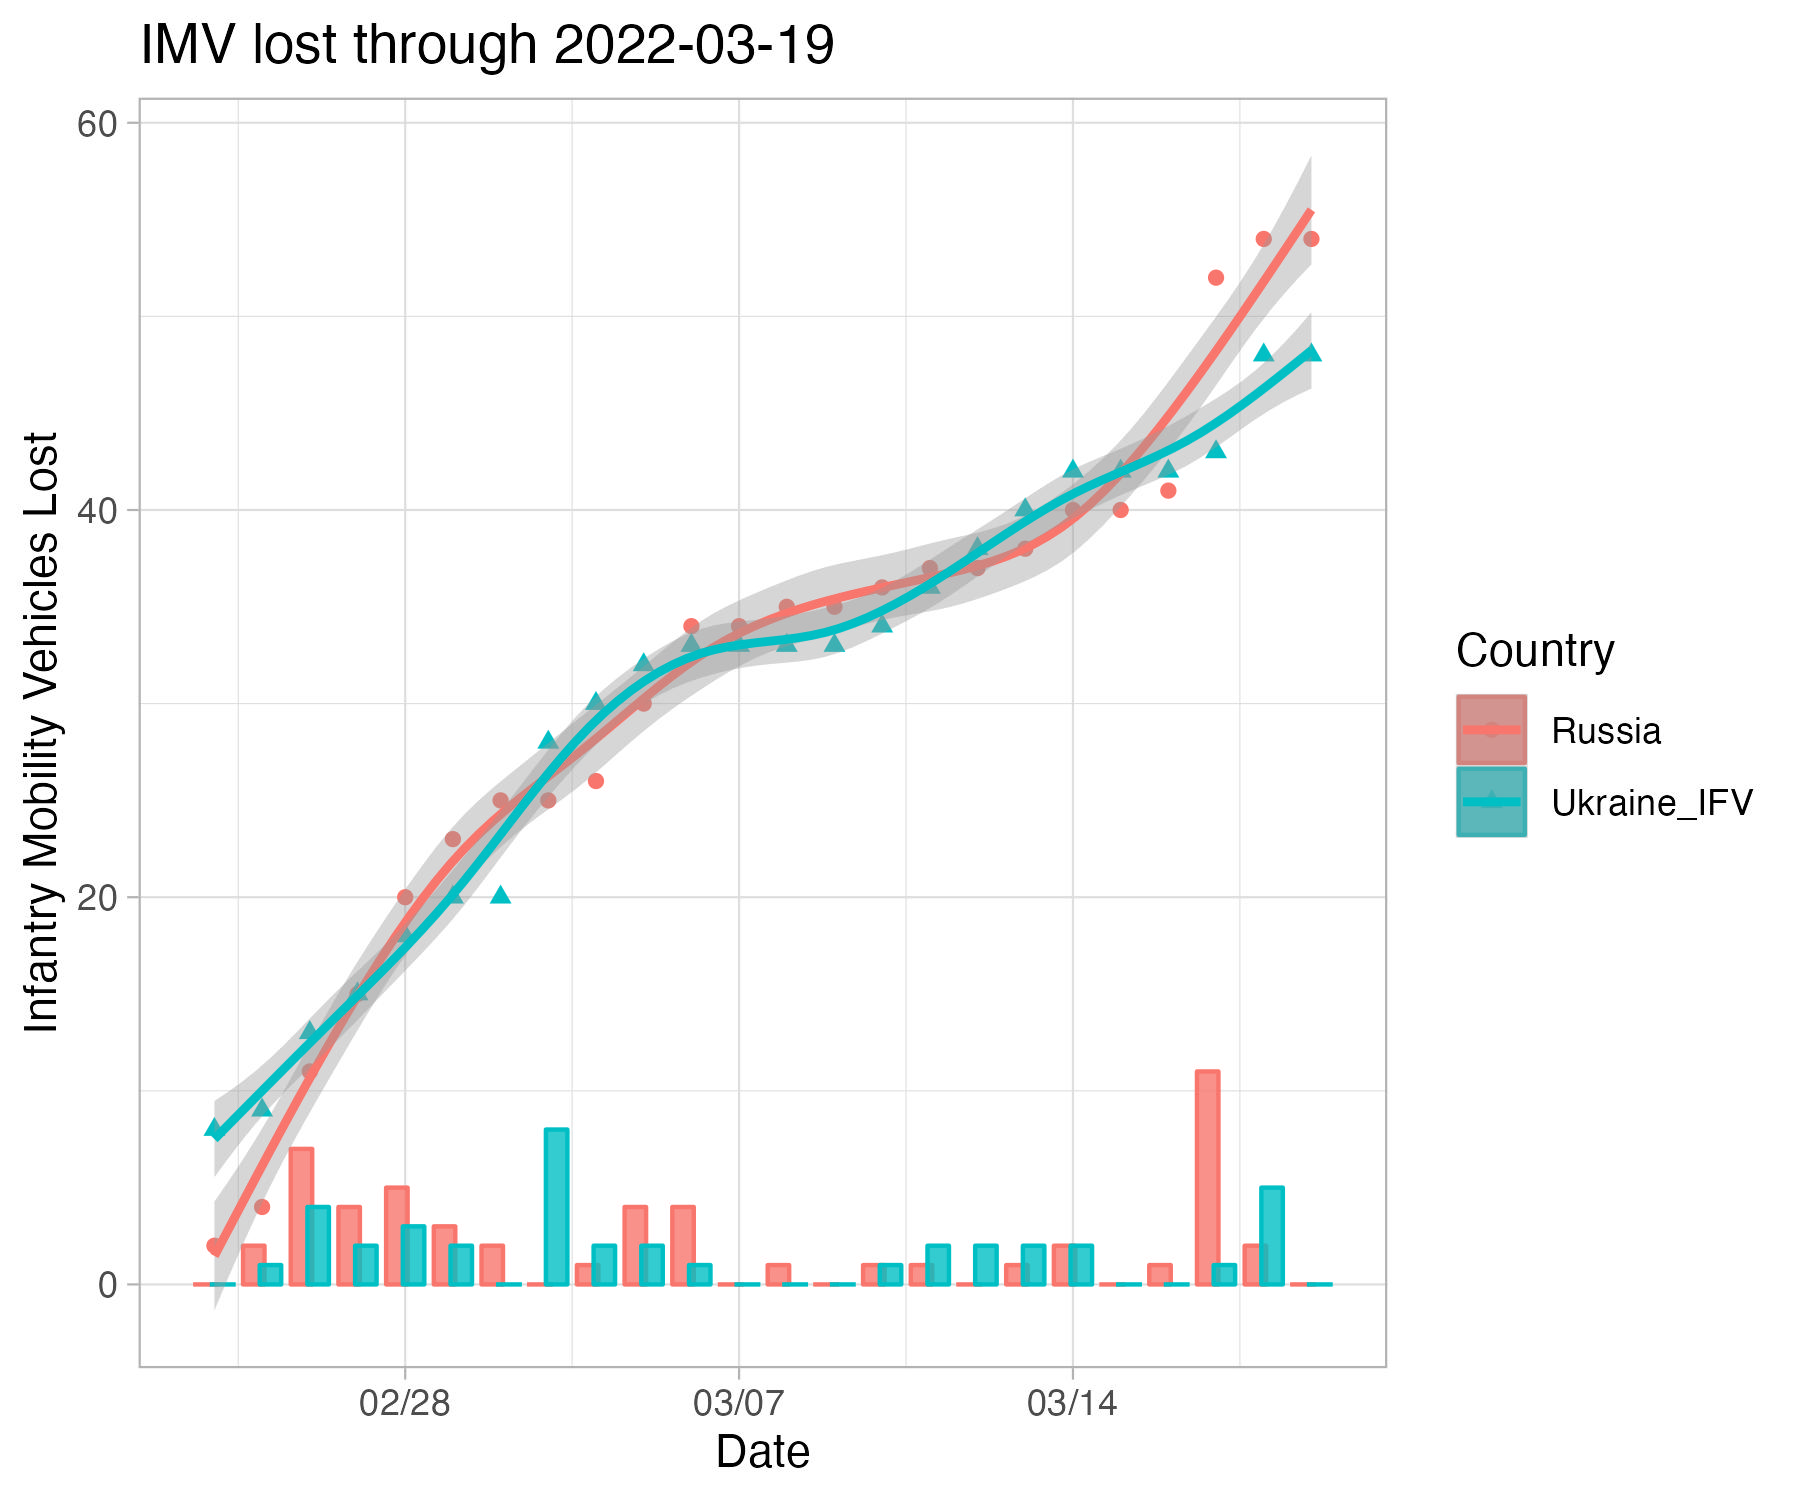 IMV lost through 2022-03-19
Infantry Mobility Vehicles Lost
60
40
20
0
02/28
03/07
03/14
Date
Country
Russia
Ukraine_IFV